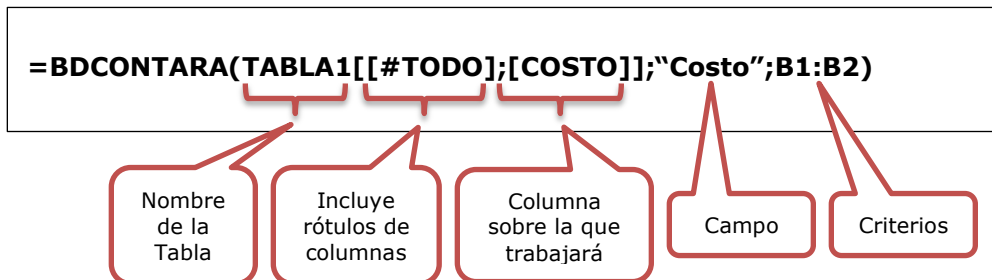 =BDCONTARA(TABLA1[[#TODO];[COSTO]];“Costo”;B1:B2)
Nombre
de la
Tabla
Incluye
rótulos de
columnas
Columna
sobre la que
trabajará
Campo
Criterios